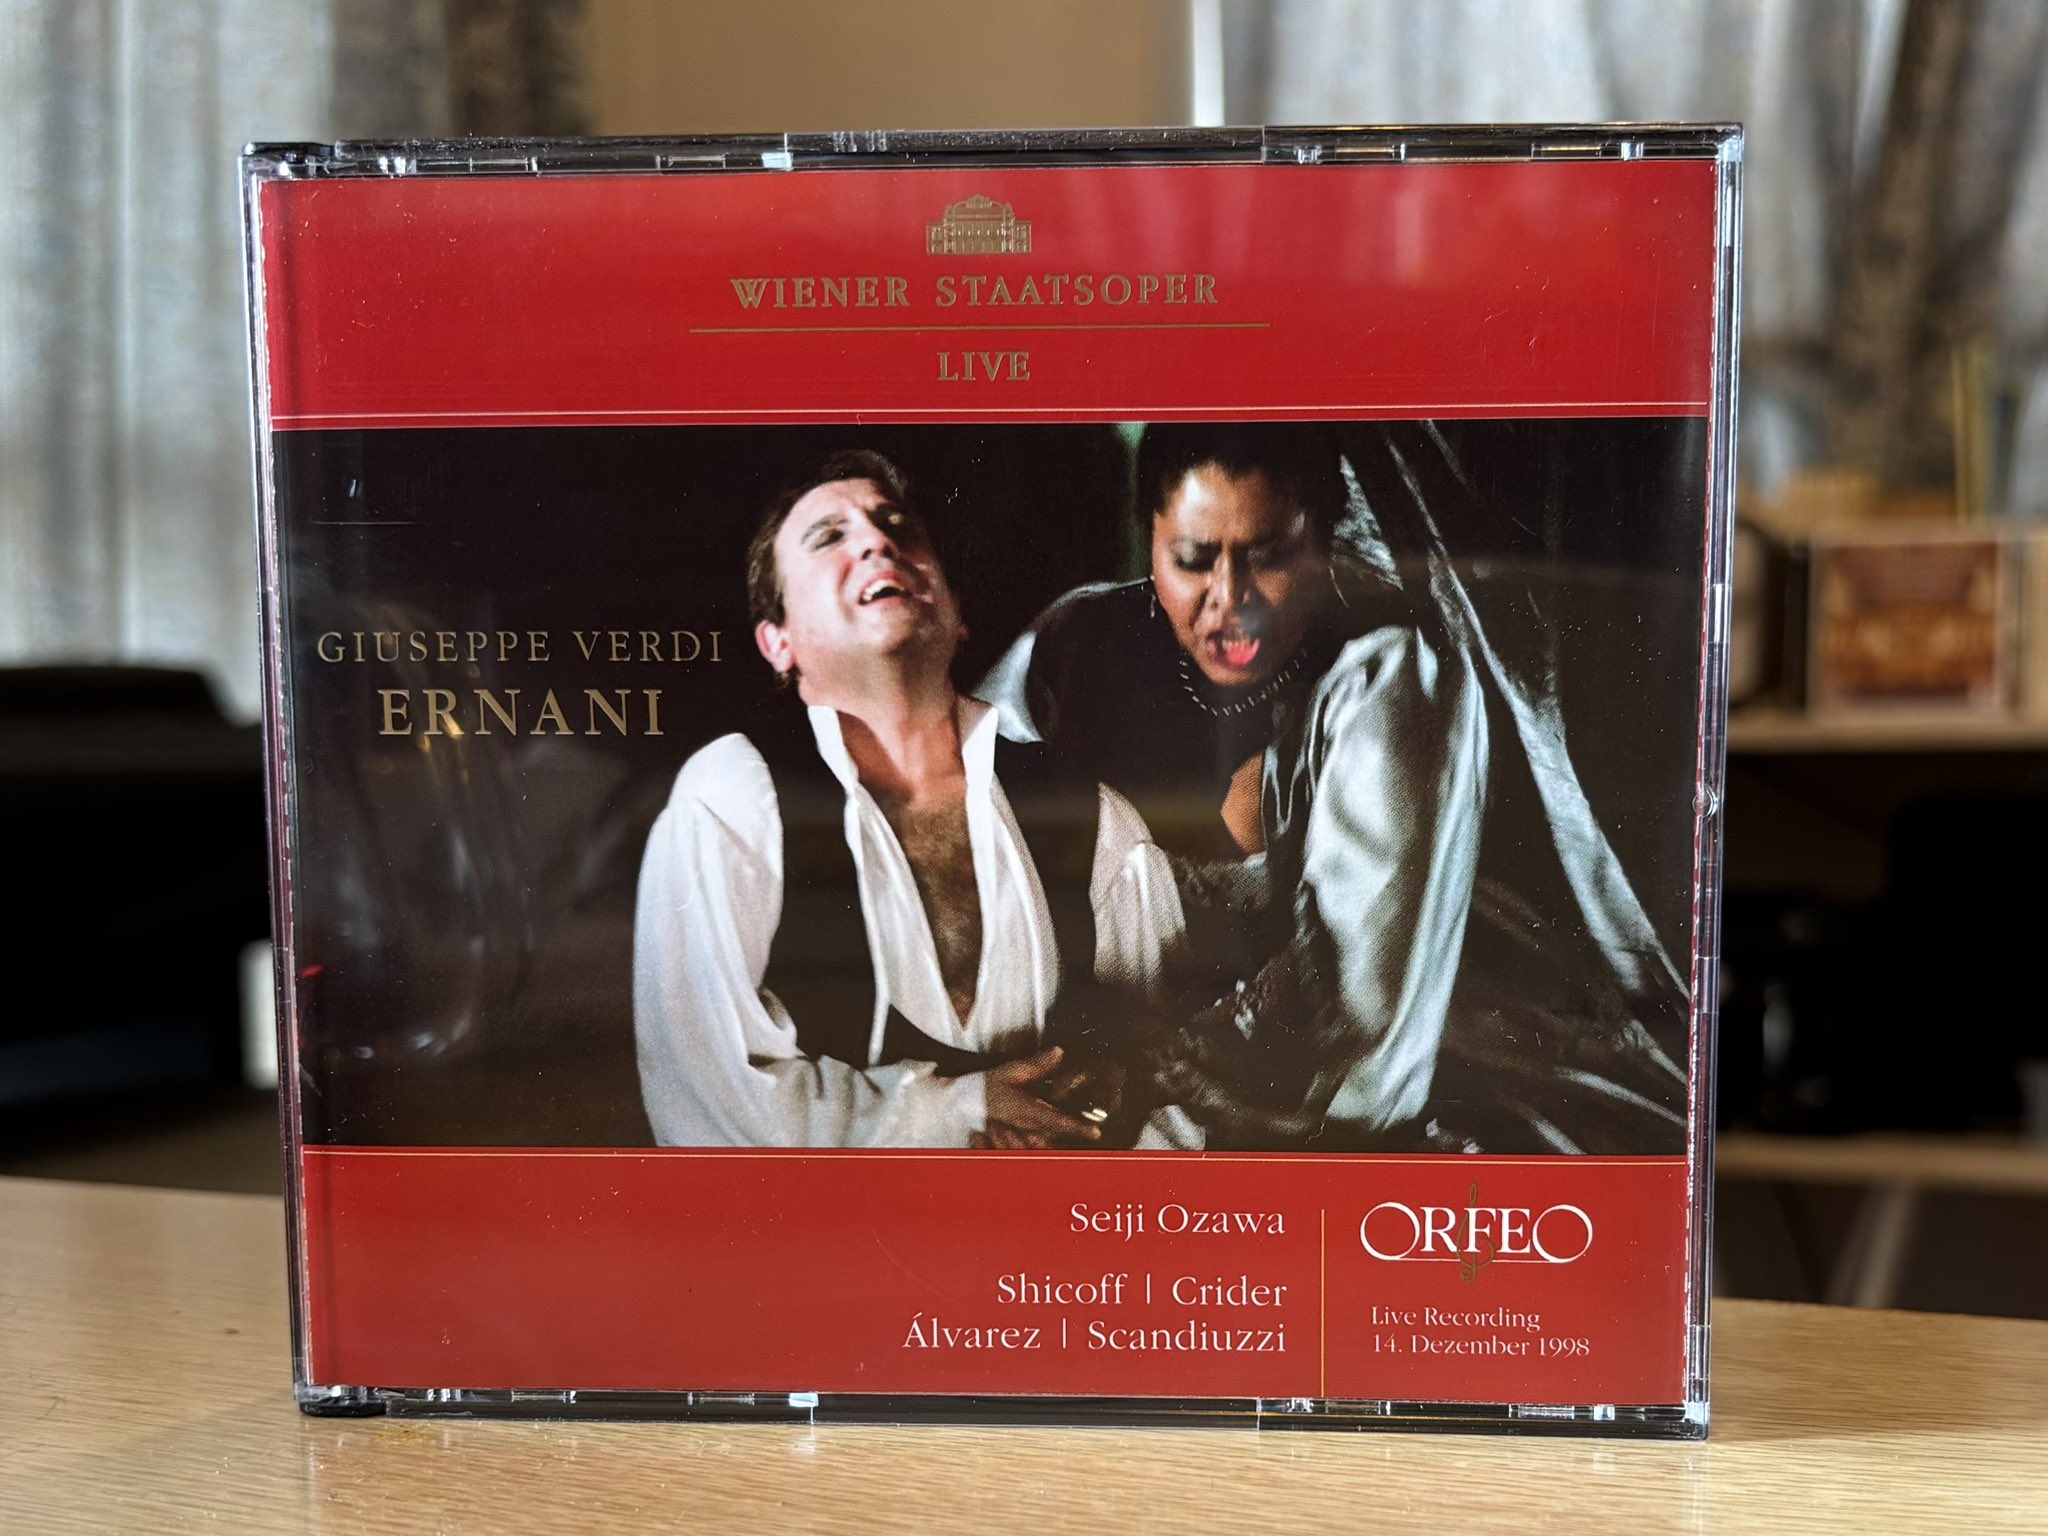 WIENER STAATSOPER
LIVE
GIUSEPPE VERDI
ERNANI
Seiji Ozawa
Shicoff | Crider
Álvarez | Scandiuzzi
ORFEO
Live Recording
14. Dezember 1998